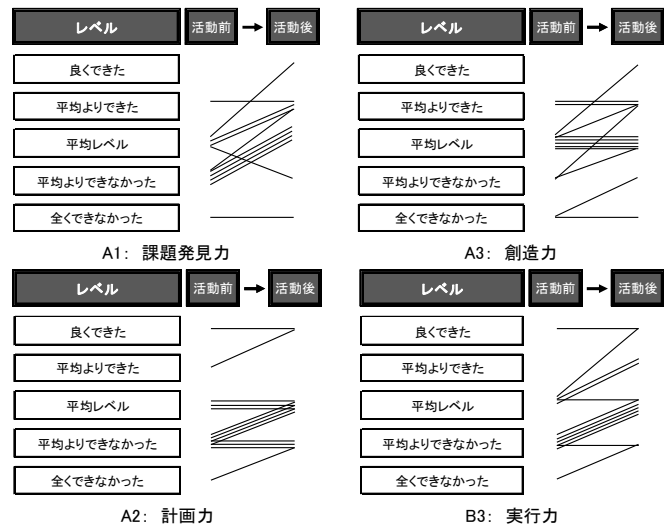 レベル 活動前 → 活動後
良くできた
平均よりできた
平均レベル
平均よりできなかった
全くできなかった
A1: 課題発見力
レベル 活動前 → 活動後
良くできた
平均よりできた
平均レベル
平均よりできなかった
全くできなかった
A3: 創造力
レベル 活動前 → 活動後
良くできた
平均よりできた
平均レベル
平均よりできなかった
全くできなかった
A2: 計画力
レベル 活動前 → 活動後
良くできた
平均よりできた
平均レベル
平均よりできなかった
全くできなかった
B3: 実行力